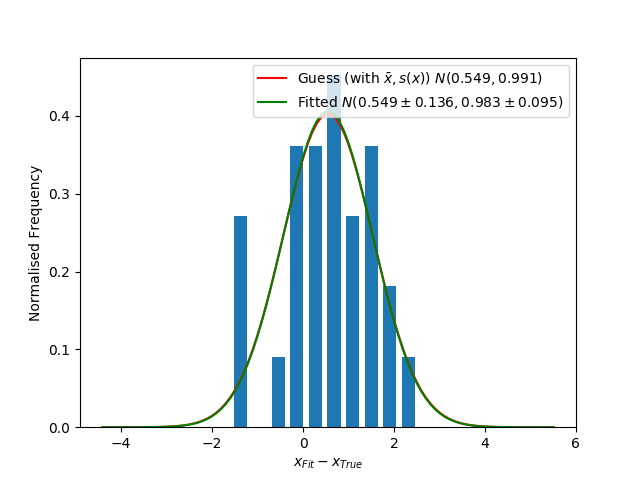 Guess (with x̄, s(x)) N(0.549, 0.991)
Fitted N(0.549 ± 0.136, 0.983 ± 0.095)
Normalised Frequency
0.4
0.3
0.2
0.1
0.0
−4 −2 0 2 4 6
x_Fit − x_True